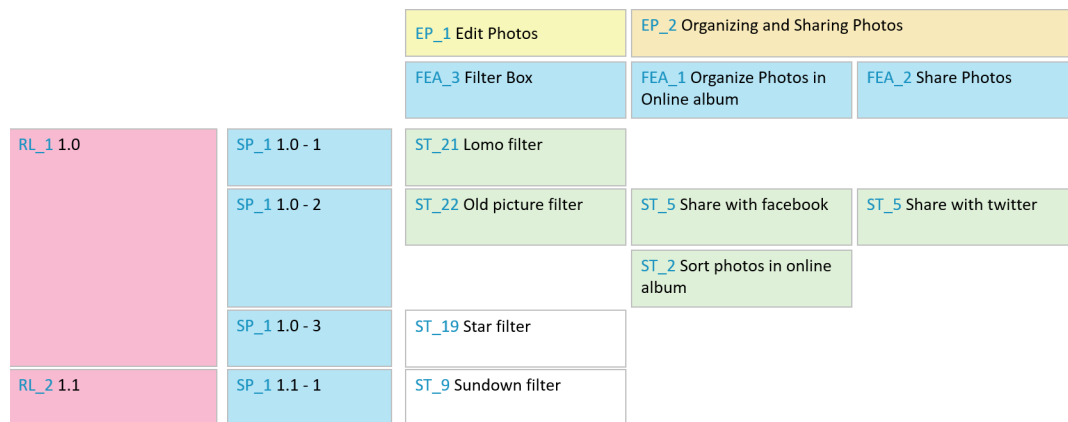 EP_1 Edit Photos
EP_2 Organizing and Sharing Photos
FEA_3 Filter Box
FEA_1 Organize Photos in
Online album
FEA_2 Share Photos
RL_1 1.0
SP_1 1.0 - 1
ST_21 Lomo filter
SP_1 1.0 - 2
ST_22 Old picture filter
ST_5 Share with facebook
ST_5 Share with twitter
ST_2 Sort photos in online
album
SP_1 1.0 - 3
ST_19 Star filter
RL_2 1.1
SP_1 1.1 - 1
ST_9 Sundown filter